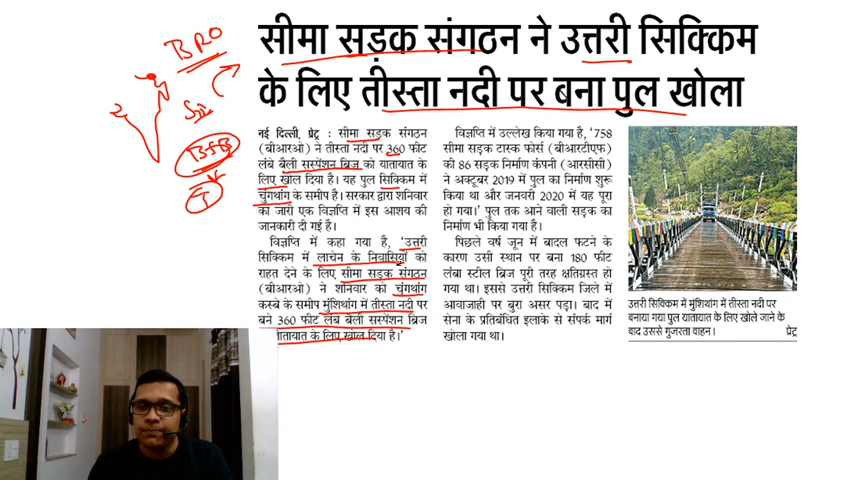 सीमा सड़क संगठन ने उत्तरी सिक्किम
के लिए तीस्ता नदी पर बना पुल खोला
BRO
नई दिल्ली, प्रेट्र : सीमा सड़क संगठन
(बीआरओ) ने तीस्ता नदी पर 360 फीट
लंबे बैली सस्पेंशन ब्रिज को यातायात के
लिए खोल दिया है। यह पुल सिक्किम में
चुंगथांग के समीप है। सरकार द्वारा शनिवार
को जारी एक विज्ञप्ति में इस आशय की
जानकारी दी गई है।
विज्ञप्ति में कहा गया है, 'उत्तरी
सिक्किम में लाचेन के निवासियों को
राहत देने के लिए सीमा सड़क संगठन
(बीआरओ) ने शनिवार को चुंगथांग
कस्बे के समीप मुंशिथांग में तीस्ता नदी पर
बने 360 फीट लंबे बैली सस्पेंशन ब्रिज
यातायात के लिए खोल दिया है।'
विज्ञप्ति में उल्लेख किया गया है, '758
सीमा सड़क टास्क फोर्स (बीआरटीएफ)
की 86 सड़क निर्माण कंपनी (आरसीसी)
ने अक्टूबर 2019 में पुल का निर्माण शुरू
किया था और जनवरी 2020 में यह पूरा
हो गया।' पुल तक आने वाली सड़क का
निर्माण भी किया गया है।
पिछले वर्ष जून में बादल फटने के
कारण उसी स्थान पर बना 180 फीट
लंबा स्टील ब्रिज पूरी तरह क्षतिग्रस्त हो
गया था। इससे उत्तरी सिक्किम जिले में
आवाजाही पर बुरा असर पड़ा। बाद में
सेना के प्रतिबंधित इलाके से संपर्क मार्ग
खोला गया था।
उत्तरी सिक्किम में मुंशिथांग में तीस्ता नदी पर
बनाया गया पुल यातायात के लिए खोले जाने के
बाद उससे गुजरता वाहन। प्रेट्र